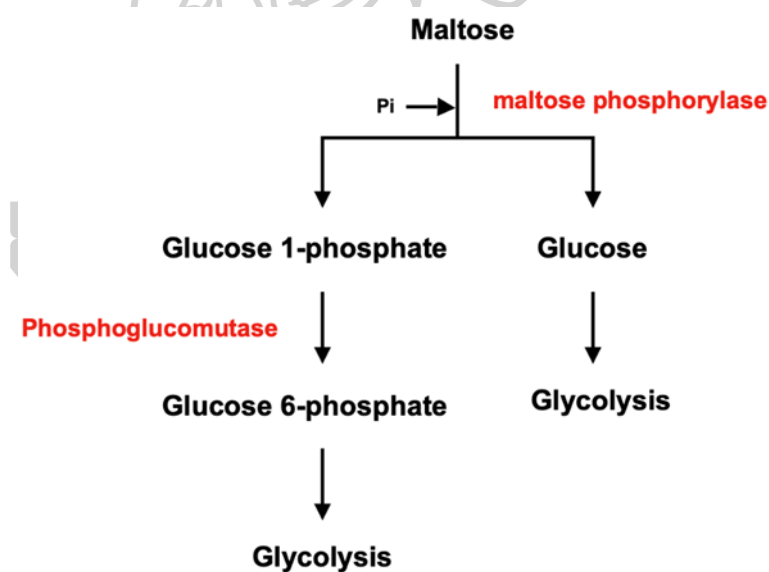 Maltose
Pi
maltose phosphorylase
Glucose 1-phosphate
Glucose
Phosphoglucomutase
Glucose 6-phosphate
Glycolysis
Glycolysis